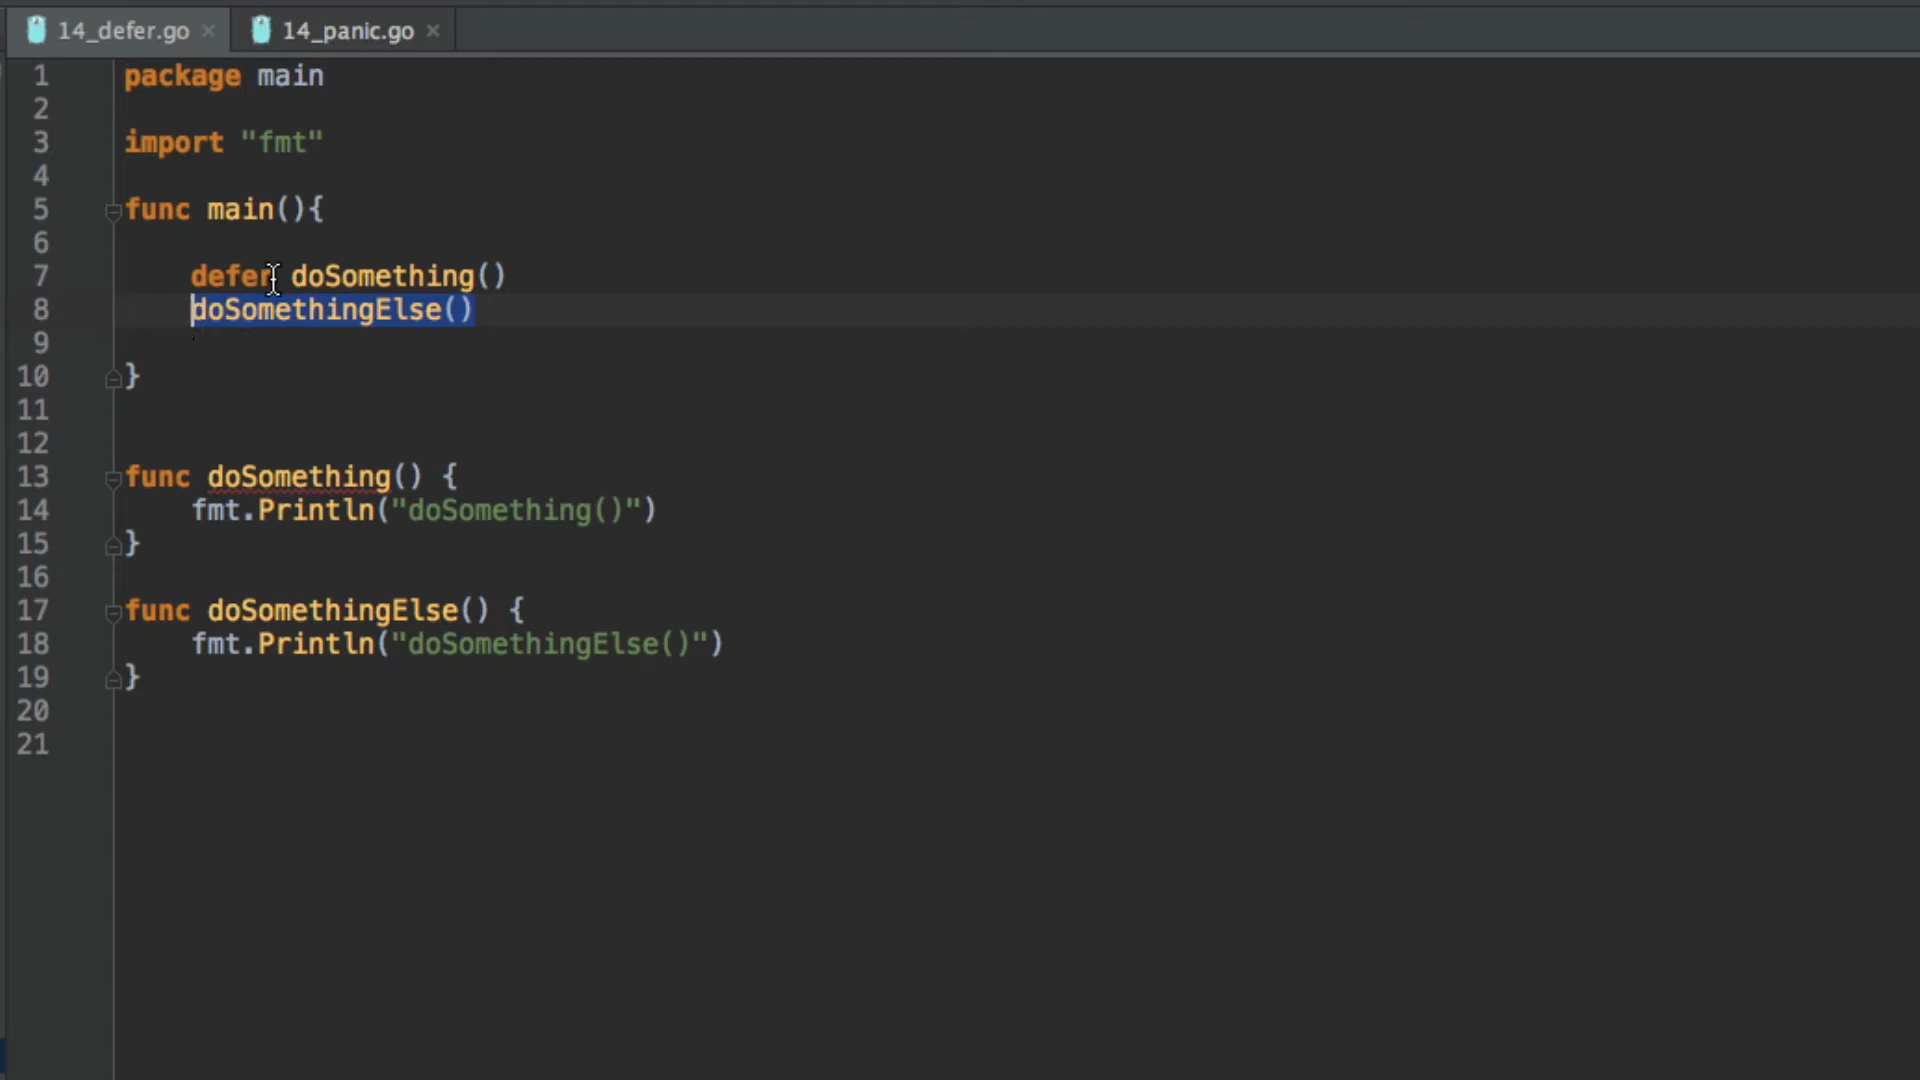 14_defer.go
14_panic.go
1 package main
2
3 import "fmt"
4
5 func main(){
6
7 defer doSomething()
8 doSomethingElse()
9
10 }
11
12
13 func doSomething() {
14 fmt.Println("doSomething()")
15 }
16
17 func doSomethingElse() {
18 fmt.Println("doSomethingElse()")
19 }
20
21